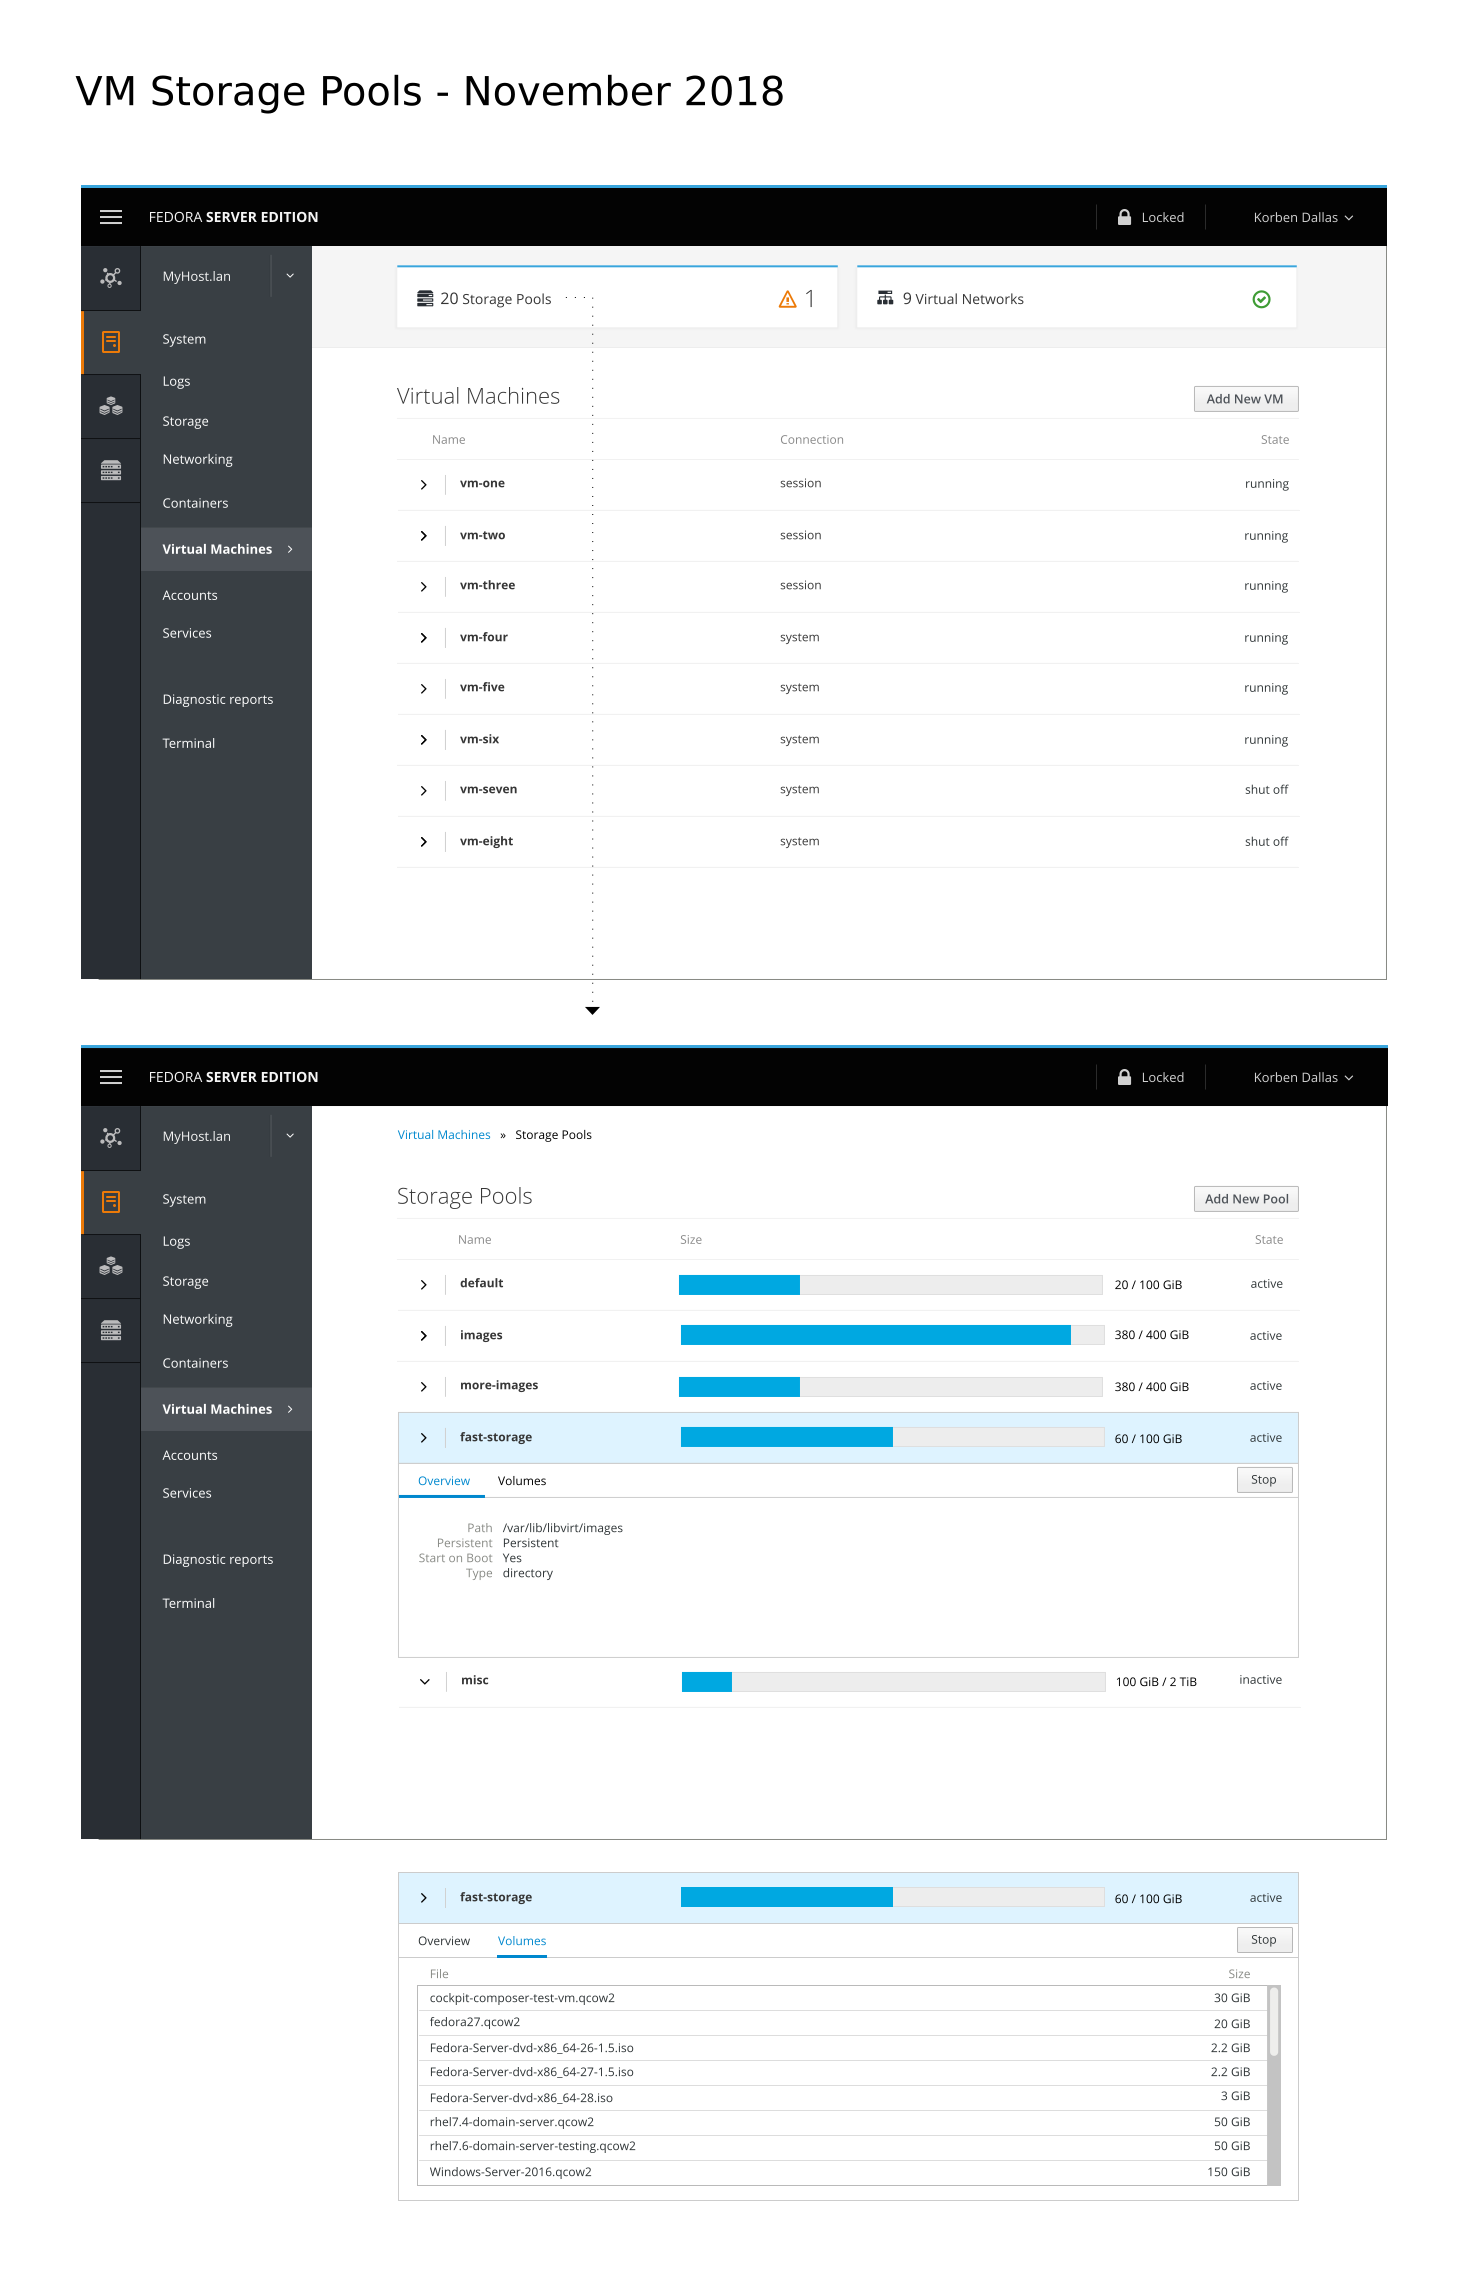 VM Storage Pools - November 2018
FEDORA SERVER EDITION
Locked
Korben Dallas
MyHost.lan
System
Logs
Storage
Networking
Containers
Virtual Machines
Accounts
Services
Diagnostic reports
Terminal
20 Storage Pools
1
9 Virtual Networks
Virtual Machines
Add New VM
Name Connection State
vm-one session running
vm-two session running
vm-three session running
vm-four system running
vm-five system running
vm-six system running
vm-seven system shut off
vm-eight system shut off
FEDORA SERVER EDITION
Locked
Korben Dallas
MyHost.lan
System
Logs
Storage
Networking
Containers
Virtual Machines
Accounts
Services
Diagnostic reports
Terminal
Virtual Machines » Storage Pools
Storage Pools
Add New Pool
Name Size State
default 20 / 100 GiB active
images 380 / 400 GiB active
more-images 380 / 400 GiB active
fast-storage 60 / 100 GiB active
Overview Volumes Stop
Path /var/lib/libvirt/images
Persistent Persistent
Start on Boot Yes
Type directory
misc 100 GiB / 2 TiB inactive
fast-storage 60 / 100 GiB active
Overview Volumes Stop
File Size
cockpit-composer-test-vm.qcow2 30 GiB
fedora27.qcow2 20 GiB
Fedora-Server-dvd-x86_64-26-1.5.iso 2.2 GiB
Fedora-Server-dvd-x86_64-27-1.5.iso 2.2 GiB
Fedora-Server-dvd-x86_64-28.iso 3 GiB
rhel7.4-domain-server.qcow2 50 GiB
rhel7.6-domain-server-testing.qcow2 50 GiB
Windows-Server-2016.qcow2 150 GiB